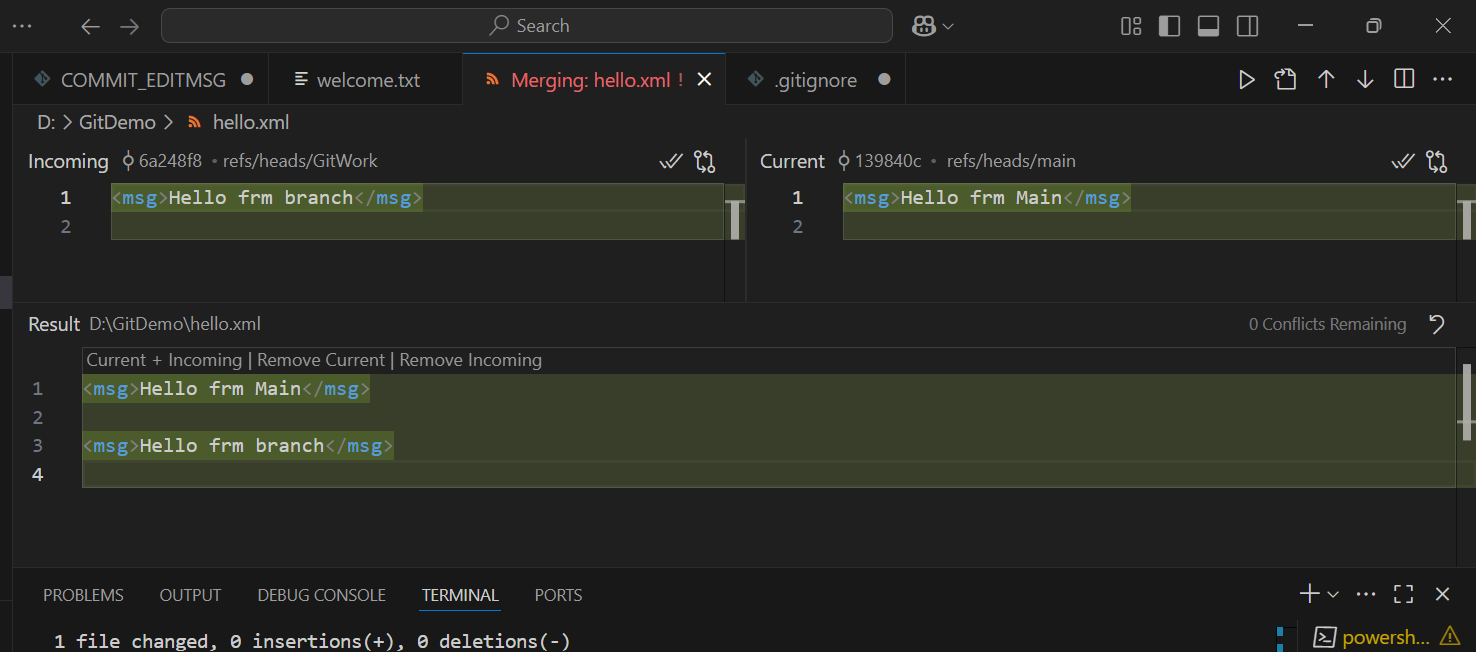 Search
COMMIT_EDITMSG
welcome.txt
Merging: hello.xml !
.gitignore
D: > GitDemo > hello.xml
Incoming 6a248f8 • refs/heads/GitWork
1 <msg>Hello frm branch</msg>
2
Current 139840c • refs/heads/main
1 <msg>Hello frm Main</msg>
2
Result D:\GitDemo\hello.xml
0 Conflicts Remaining
Current + Incoming | Remove Current | Remove Incoming
1 <msg>Hello frm Main</msg>
2
3 <msg>Hello frm branch</msg>
4
PROBLEMS OUTPUT DEBUG CONSOLE TERMINAL PORTS
1 file changed, 0 insertions(+), 0 deletions(-)
powersh...